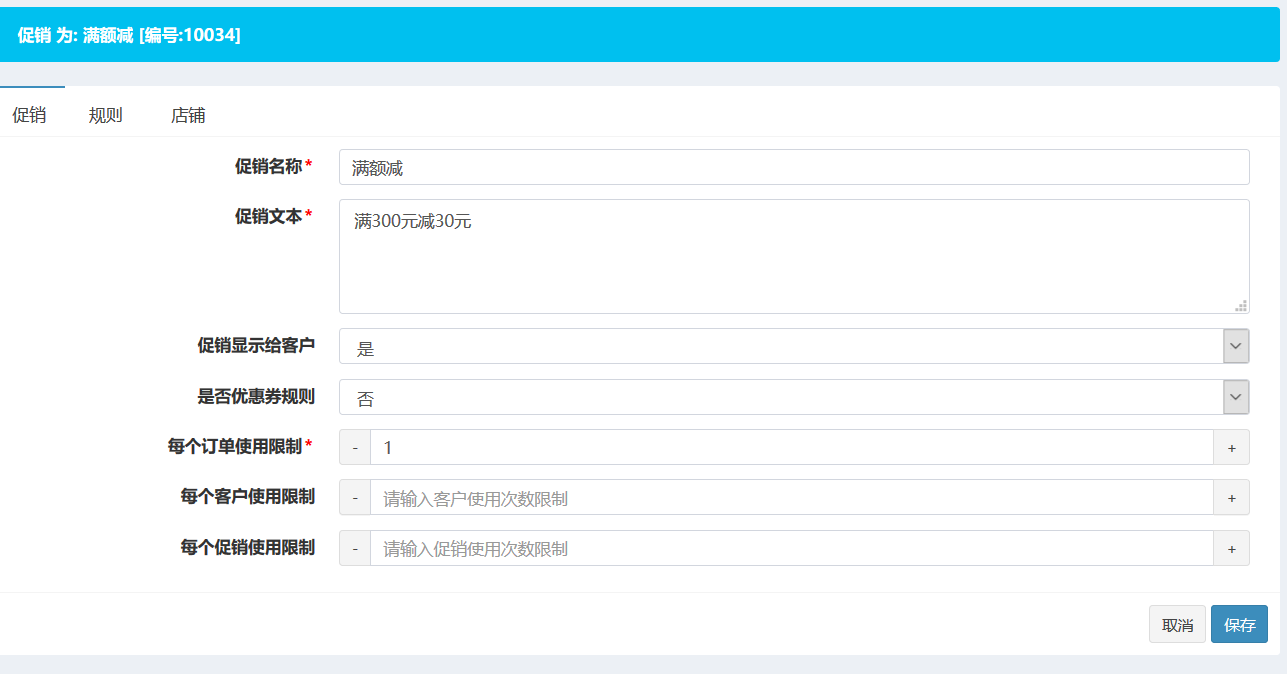 促销 为: 满额减 [编号:10034]
促销 规则 店铺
促销名称* 满额减
促销文本* 满300元减30元
促销显示给客户 是
是否优惠券规则 否
每个订单使用限制* - 1 +
每个客户使用限制 - 请输入客户使用次数限制 +
每个促销使用限制 - 请输入促销使用次数限制 +
取消 保存